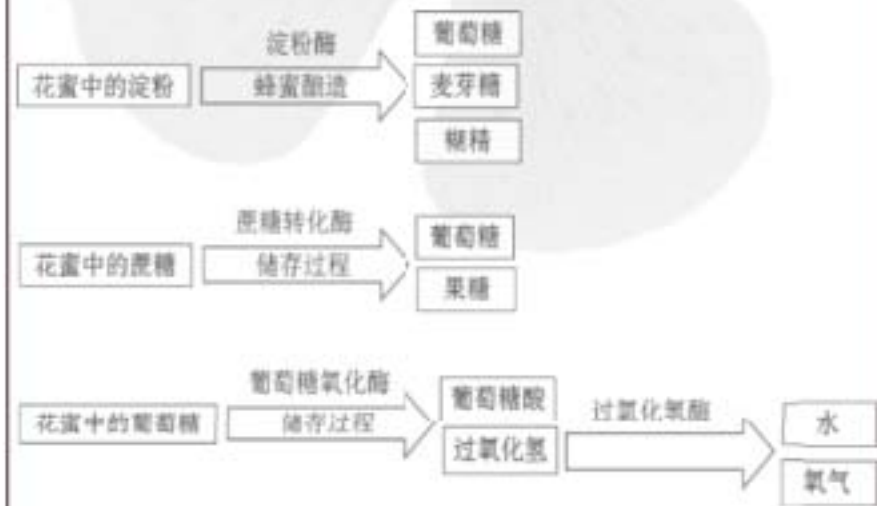 淀粉酶
葡萄糖
花蜜中的淀粉
蜂蜜酿造
麦芽糖
糊精
蔗糖转化酶
葡萄糖
花蜜中的蔗糖
储存过程
果糖
葡萄糖氧化酶
葡萄糖酸
过氧化氢酶
花蜜中的葡萄糖
储存过程
过氧化氢
水
氧气